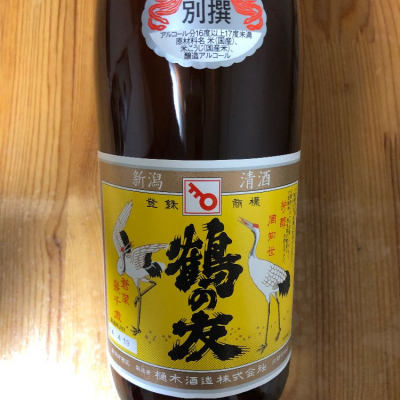 別撰
アルコール分16度以上17度未満
原材料名 米(国産)、
米こうじ(国産米)、
醸造アルコール
新潟 清酒
登録 商標
鶴の友
樋木酒造株式会社